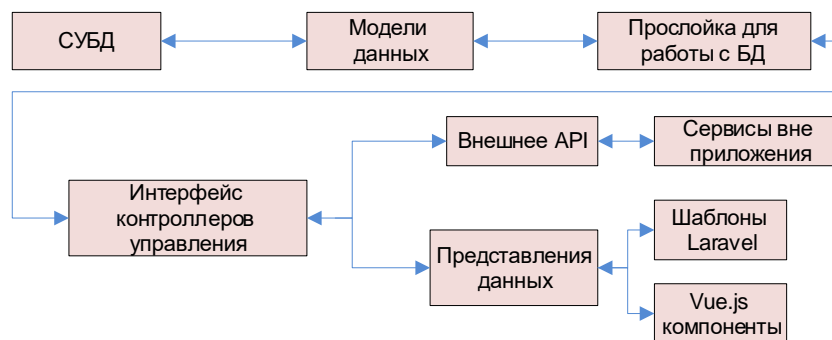 СУБД
Модели
данных
Прослойка для
работы с БД
Внешнее API
Сервисы вне
приложения
Интерфейс
контроллеров
управления
Представления
данных
Шаблоны
Laravel
Vue.js
компоненты